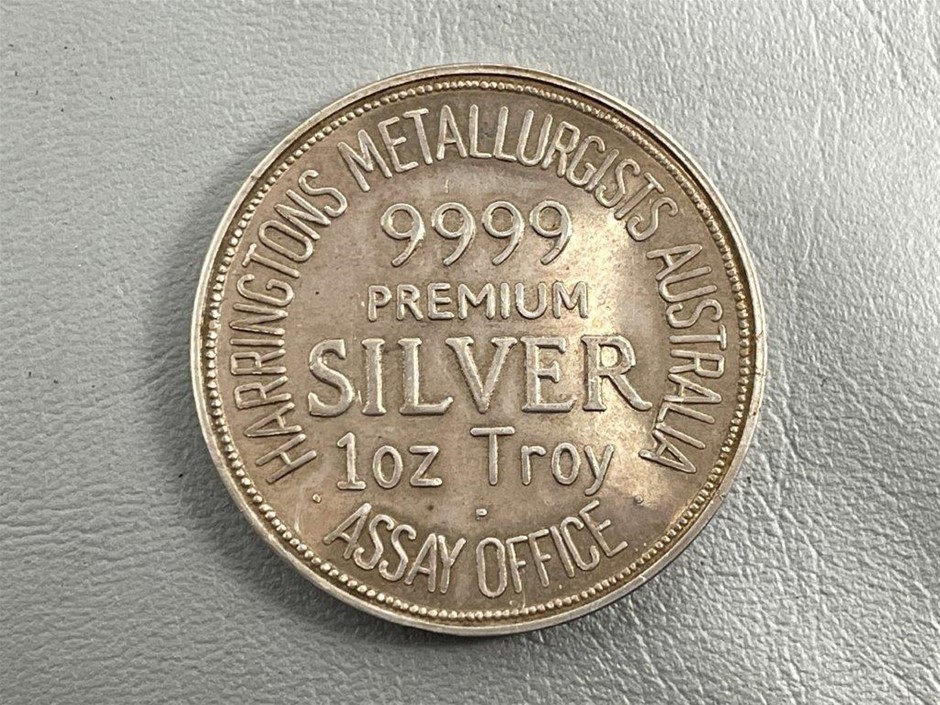 HARRINGTONS METALLURGISTS AUSTRALIA
9999
PREMIUM
SILVER
1oz Troy
ASSAY OFFICE